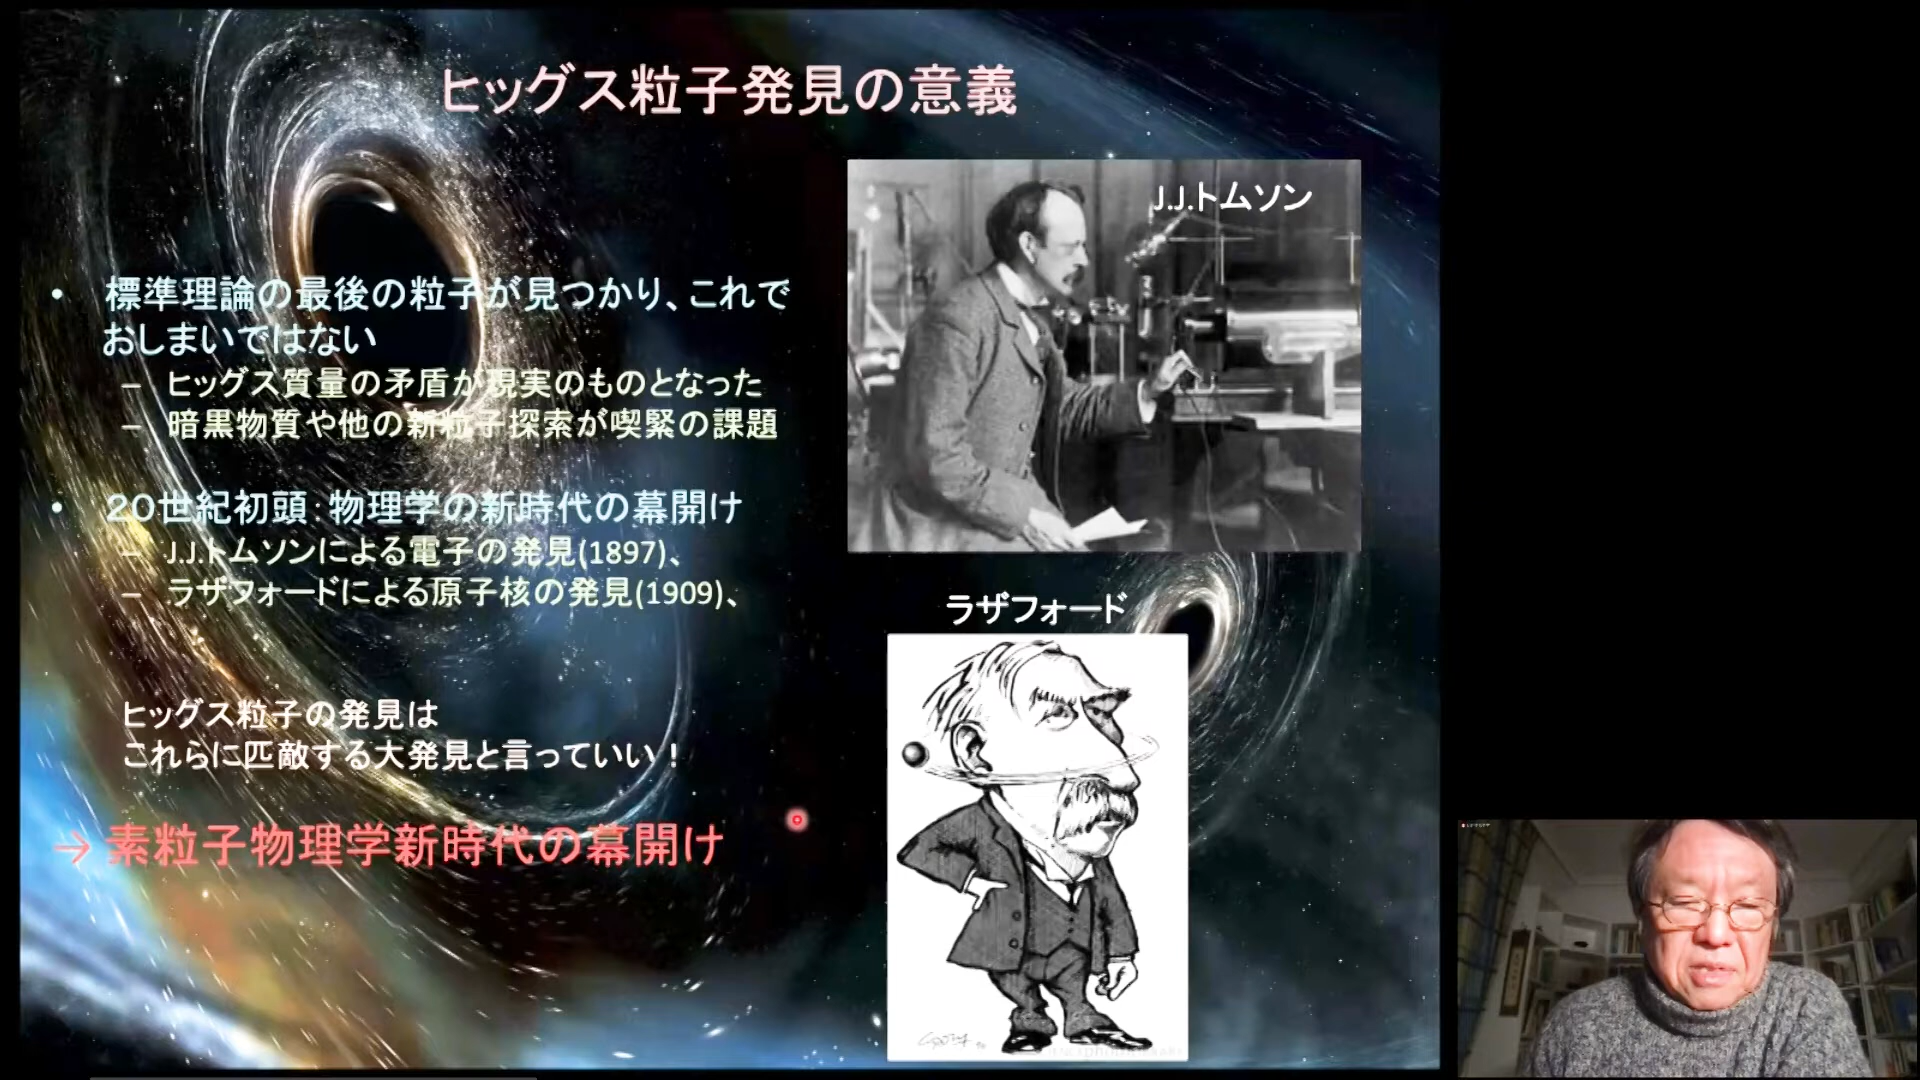 ヒッグス粒子発見の意義
• 標準理論の最後の粒子が見つかり、これで
おしまいではない
– ヒッグス質量の矛盾が現実のものとなった
– 暗黒物質や他の新粒子探索が喫緊の課題
• 20世紀初頭：物理学の新時代の幕開け
– J.J.トムソンによる電子の発見(1897)、
– ラザフォードによる原子核の発見(1909)、
ヒッグス粒子の発見は
これらに匹敵する大発見と言っていい！
→ 素粒子物理学新時代の幕開け
J.J.トムソン
ラザフォード